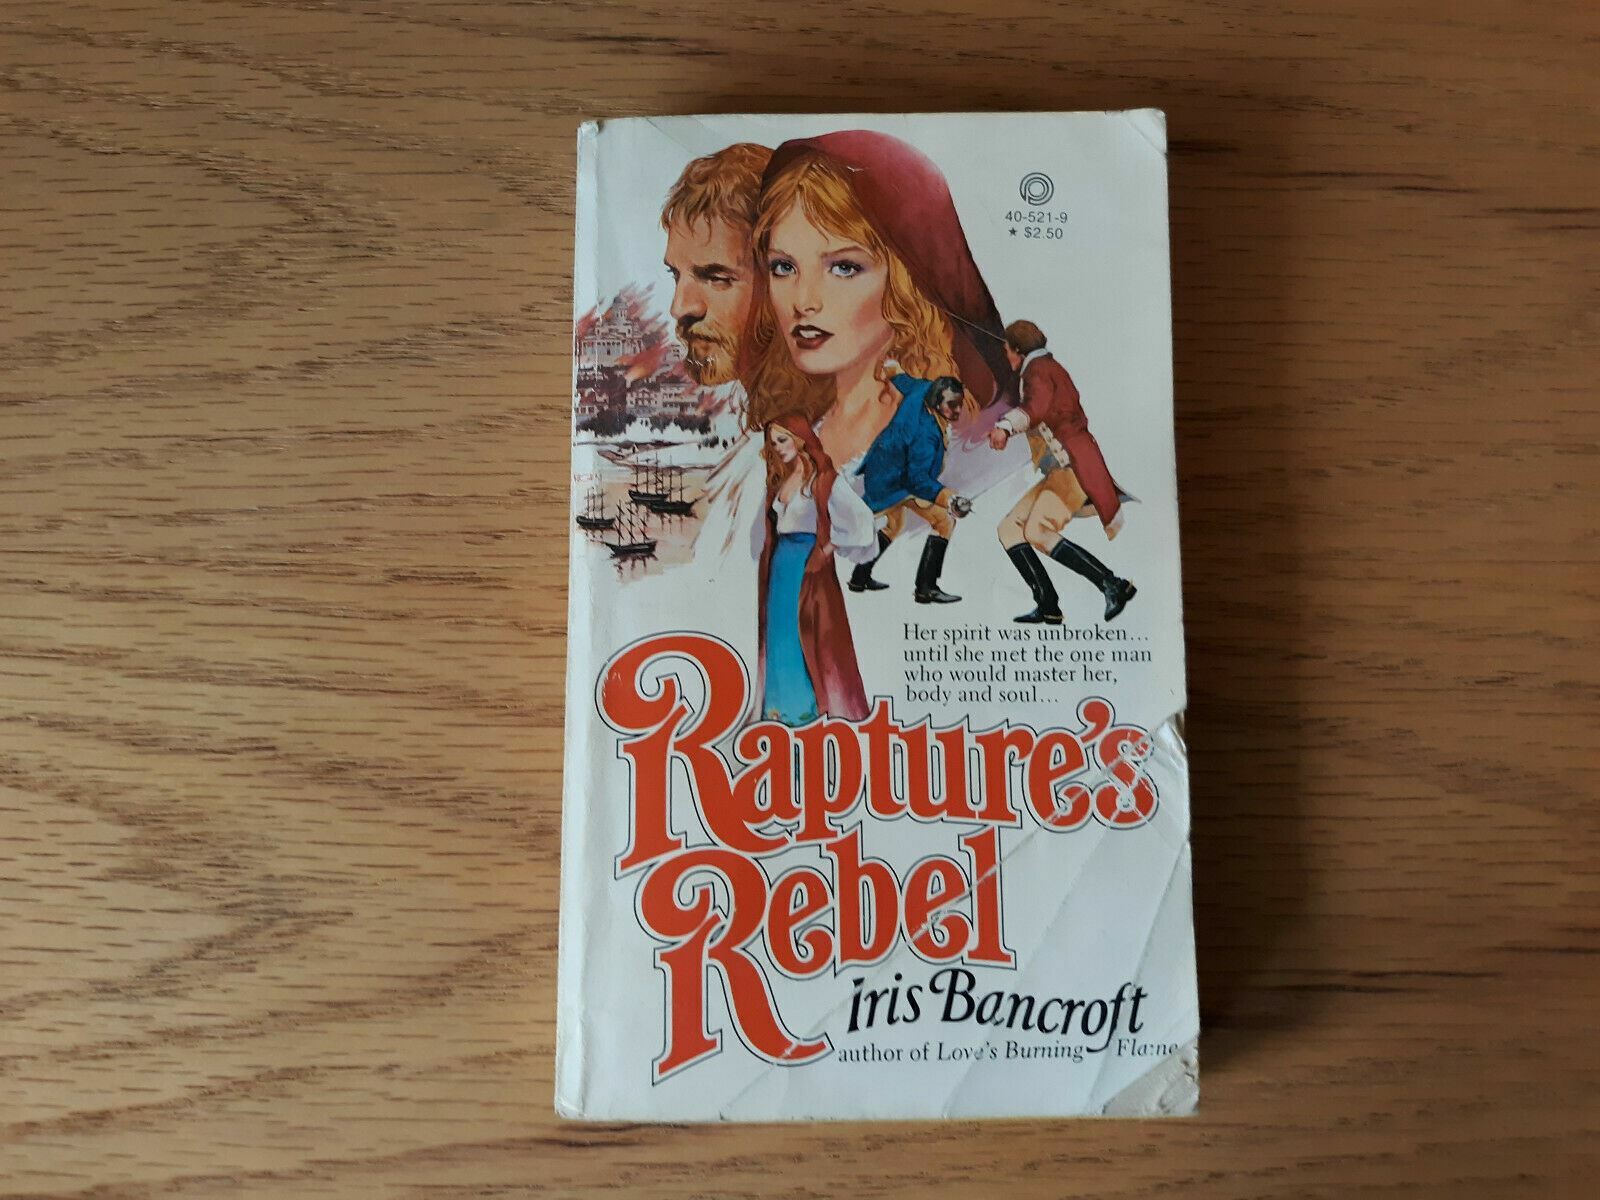 40-521-9
★ $2.50
Her spirit was unbroken...
until she met the one man
who would master her,
body and soul...
Rapture's
Rebel
Iris Bancroft
author of Love's Burning Flame